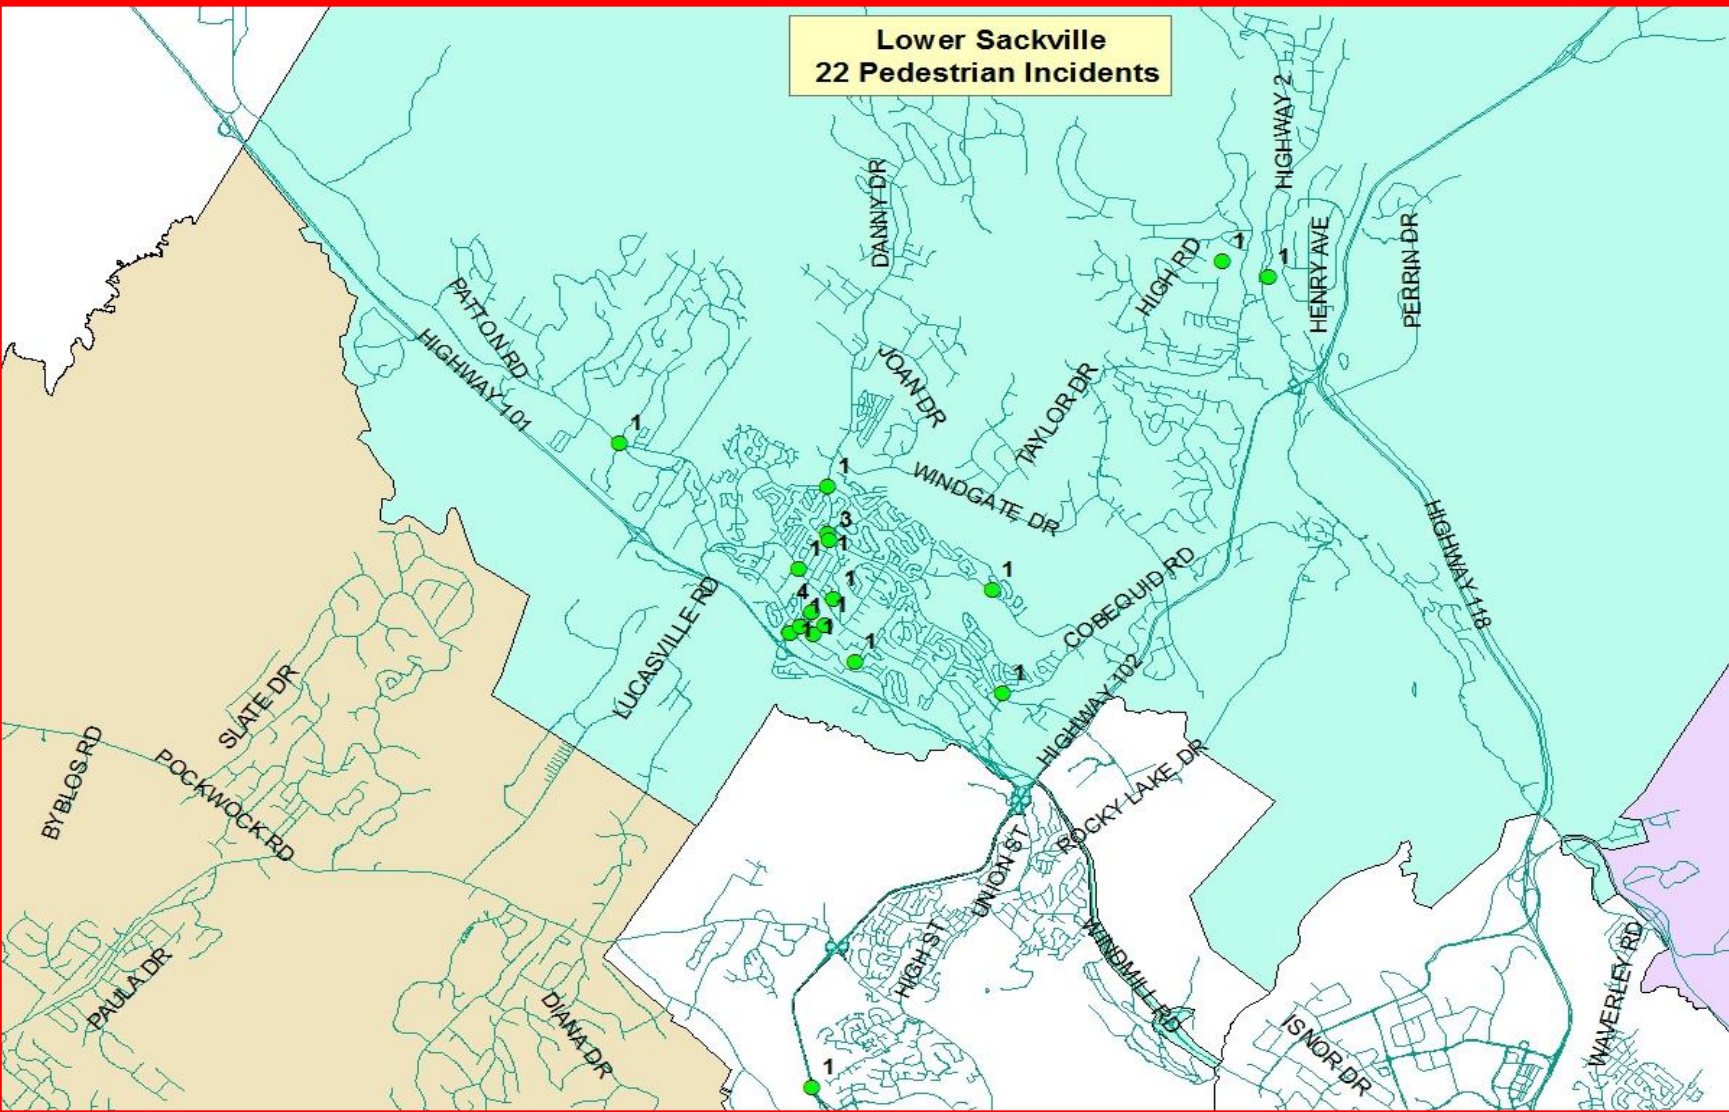 Lower Sackville
22 Pedestrian Incidents
HIGHWAY 2
DANNY DR
HIGH RD
1
1
HENRY AVE
PERRIN DR
PATTON RD
HIGHWAY 101
JOAN DR
TAYLOR DR
1
1
WINDGATE DR
3
1
1
HIGHWAY 118
1
1
4
1
1
COBEQUID RD
LUCASVILLE RD
1
1
1
1
SLATE DR
HIGHWAY 102
BYBLOS RD
POCKWOCK RD
ROCKY LAKE DR
UNION ST
HIGH ST
WINDMILL RD
PAULA DR
DIANA DR
WAVERLEY RD
ISNOR DR
1